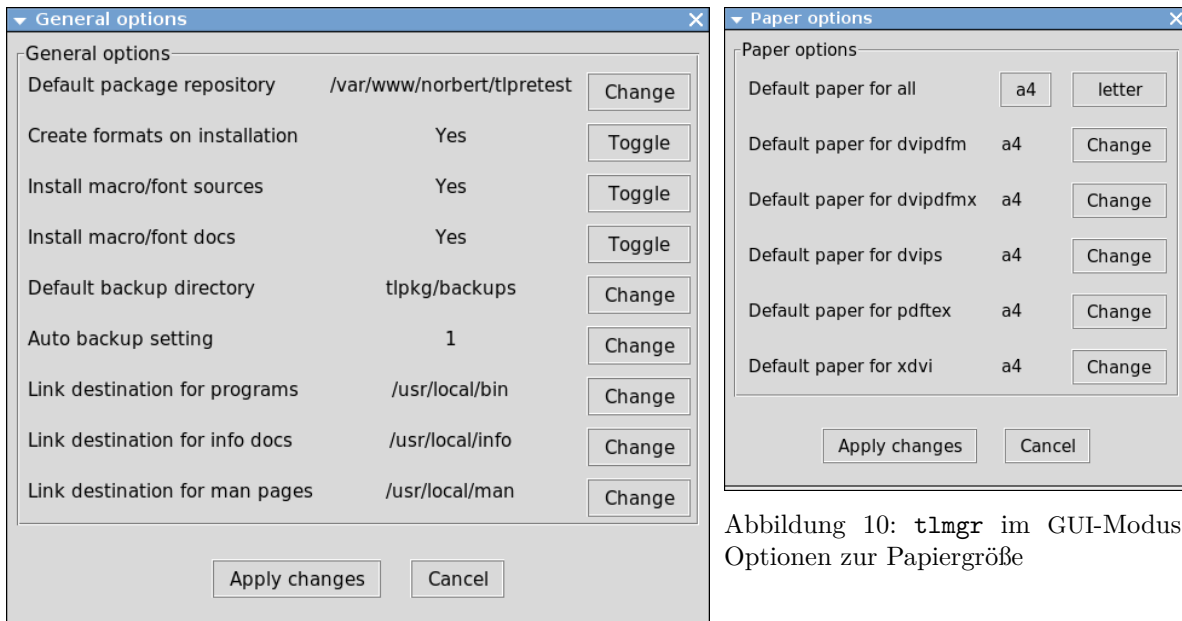 General options
General options
Default package repository /var/www/norbert/tlpretest Change
Create formats on installation Yes Toggle
Install macro/font sources Yes Toggle
Install macro/font docs Yes Toggle
Default backup directory tlpkg/backups Change
Auto backup setting 1 Change
Link destination for programs /usr/local/bin Change
Link destination for info docs /usr/local/info Change
Link destination for man pages /usr/local/man Change
Apply changes Cancel
Paper options
Paper options
Default paper for all a4 letter
Default paper for dvipdfm a4 Change
Default paper for dvipdfmx a4 Change
Default paper for dvips a4 Change
Default paper for pdftex a4 Change
Default paper for xdvi a4 Change
Apply changes Cancel
Abbildung 10: tlmgr im GUI-Modus
Optionen zur Papiergröße